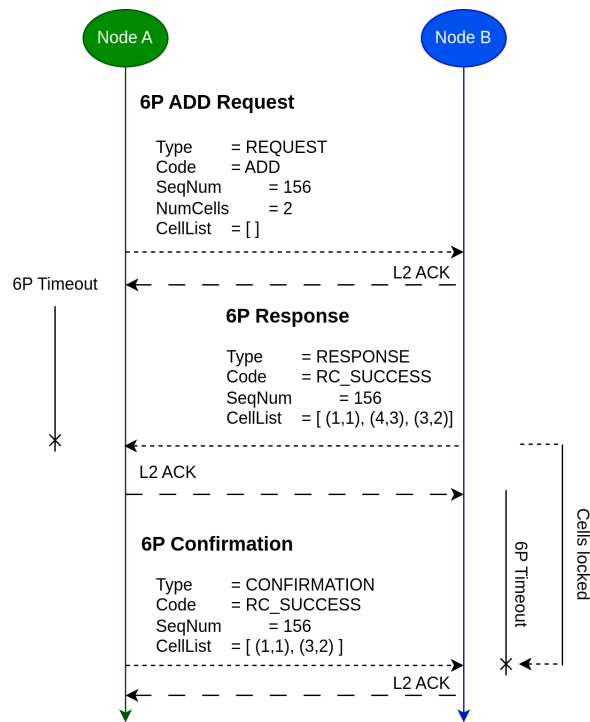 Node A
Node B
6P ADD Request
Type = REQUEST
Code = ADD
SeqNum = 156
NumCells = 2
CellList = [ ]
L2 ACK
6P Timeout
6P Response
Type = RESPONSE
Code = RC_SUCCESS
SeqNum = 156
CellList = [ (1,1), (4,3), (3,2)]
L2 ACK
Cells locked
6P Timeout
6P Confirmation
Type = CONFIRMATION
Code = RC_SUCCESS
SeqNum = 156
CellList = [ (1,1), (3,2) ]
L2 ACK